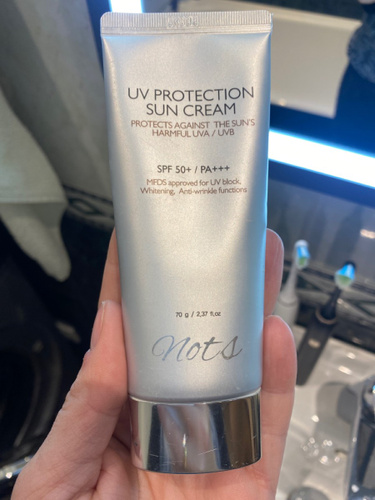 UV PROTECTION
SUN CREAM
PROTECTS AGAINST THE SUN'S
HARMFUL UVA / UVB
SPF 50+ / PA+++
MFDS approved for UV block,
Whitening, Anti-wrinkle functions
70 g / 2,37 fl.oz
nots